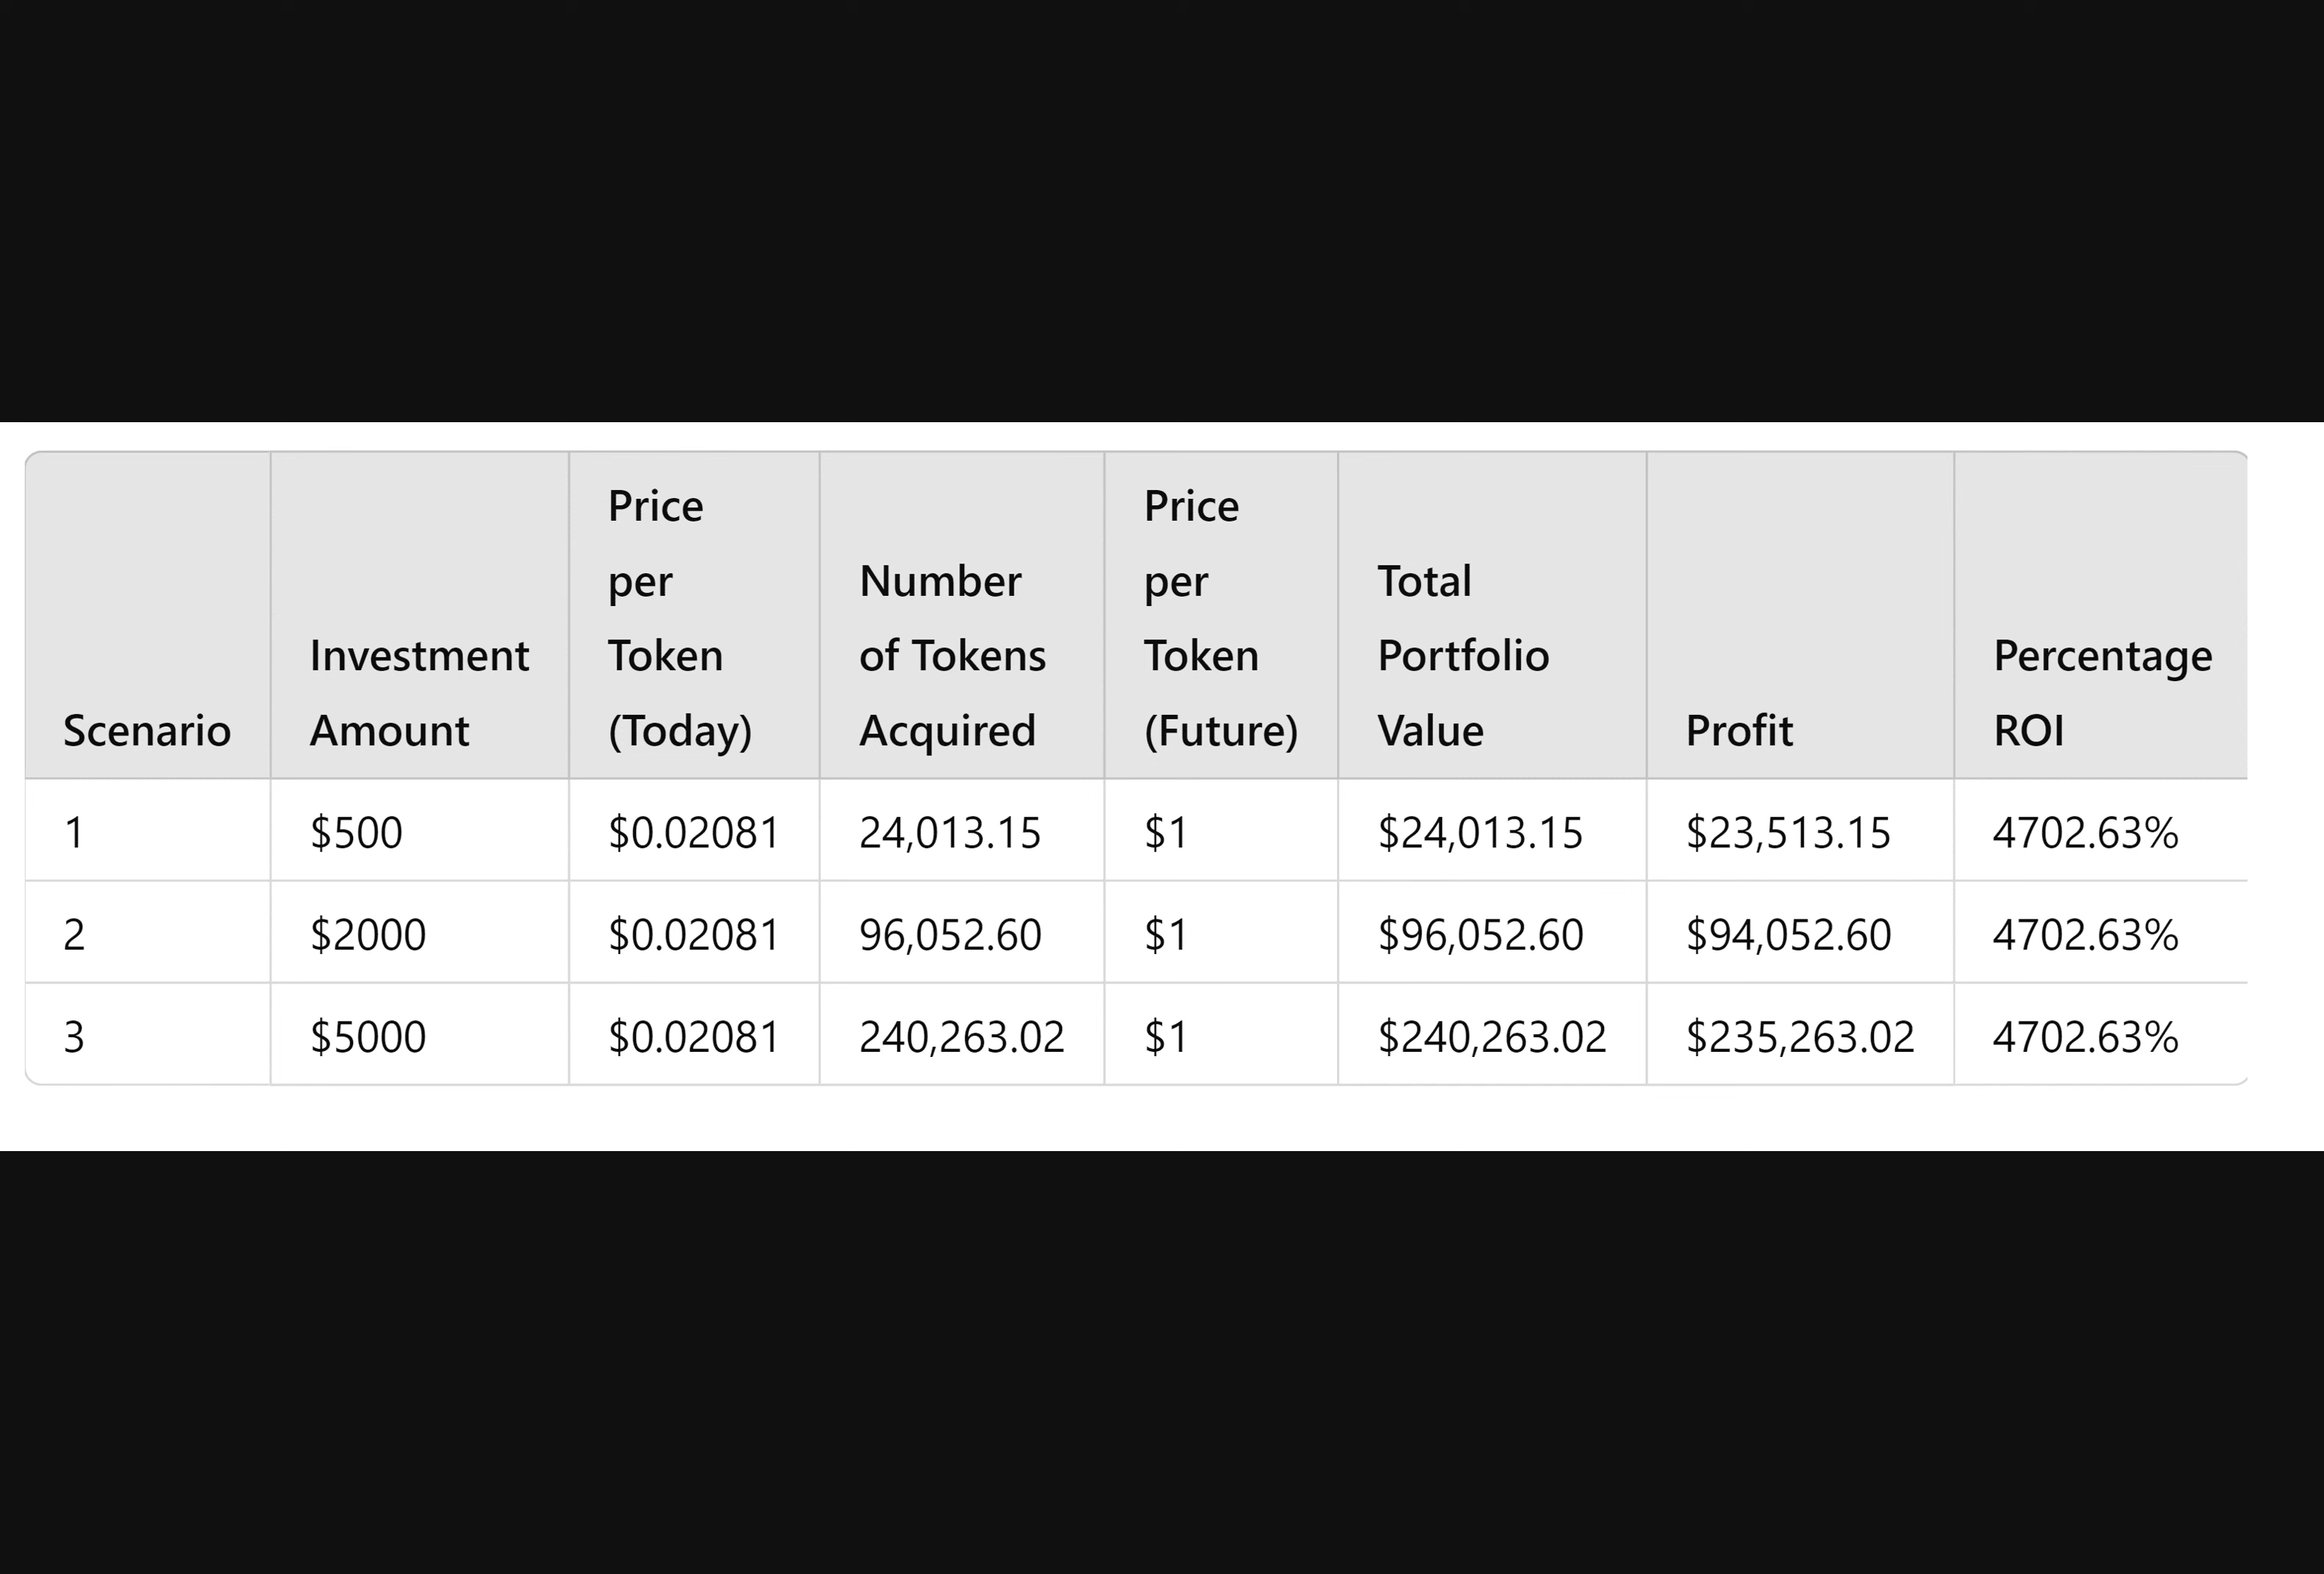 Scenario
Investment
Amount
Price
per
Token
(Today)
Number
of Tokens
Acquired
Price
per
Token
(Future)
Total
Portfolio
Value
Profit
Percentage
ROI
1 $500 $0.02081 24,013.15 $1 $24,013.15 $23,513.15 4702.63%
2 $2000 $0.02081 96,052.60 $1 $96,052.60 $94,052.60 4702.63%
3 $5000 $0.02081 240,263.02 $1 $240,263.02 $235,263.02 4702.63%